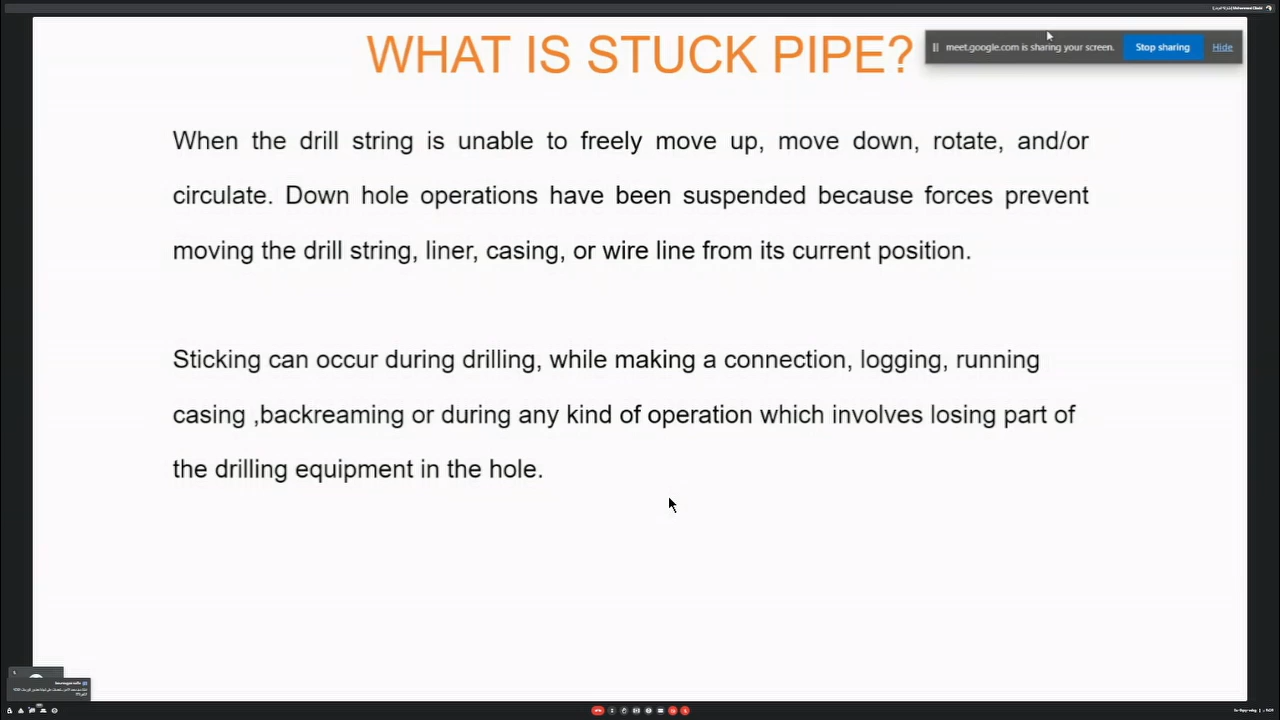 WHAT IS STUCK PIPE?
meet.google.com is sharing your screen. Stop sharing Hide
When the drill string is unable to freely move up, move down, rotate, and/or
circulate. Down hole operations have been suspended because forces prevent
moving the drill string, liner, casing, or wire line from its current position.
Sticking can occur during drilling, while making a connection, logging, running
casing ,backreaming or during any kind of operation which involves losing part of
the drilling equipment in the hole.